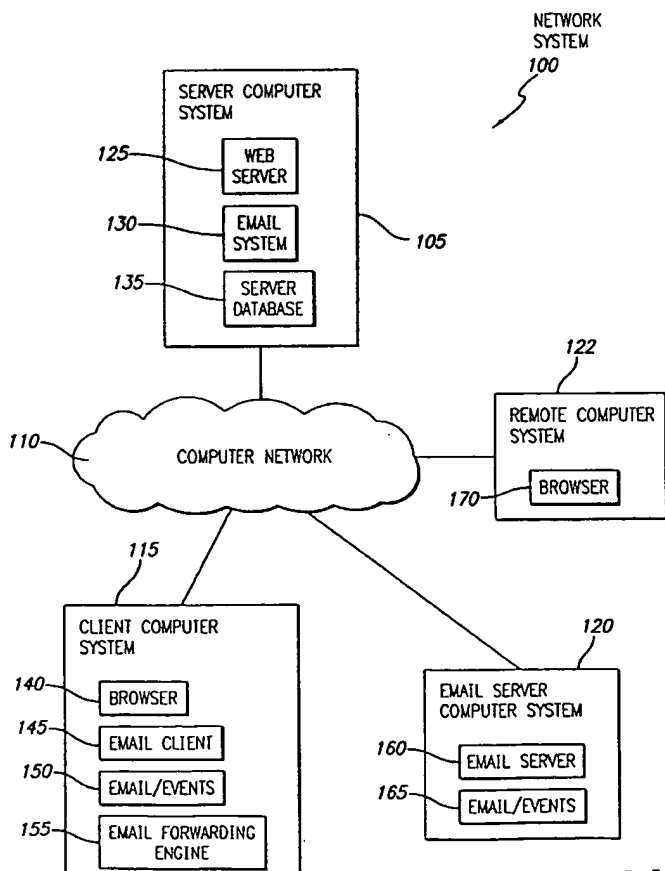 NETWORK
SYSTEM
100
SERVER COMPUTER
SYSTEM
125
WEB
SERVER
130
EMAIL
SYSTEM
105
135
SERVER
DATABASE
122
REMOTE COMPUTER
SYSTEM
110
COMPUTER NETWORK
170
BROWSER
115
CLIENT COMPUTER
SYSTEM
120
EMAIL SERVER
COMPUTER SYSTEM
140
BROWSER
145
EMAIL CLIENT
160
EMAIL SERVER
150
EMAIL/EVENTS
165
EMAIL/EVENTS
155
EMAIL FORWARDING
ENGINE